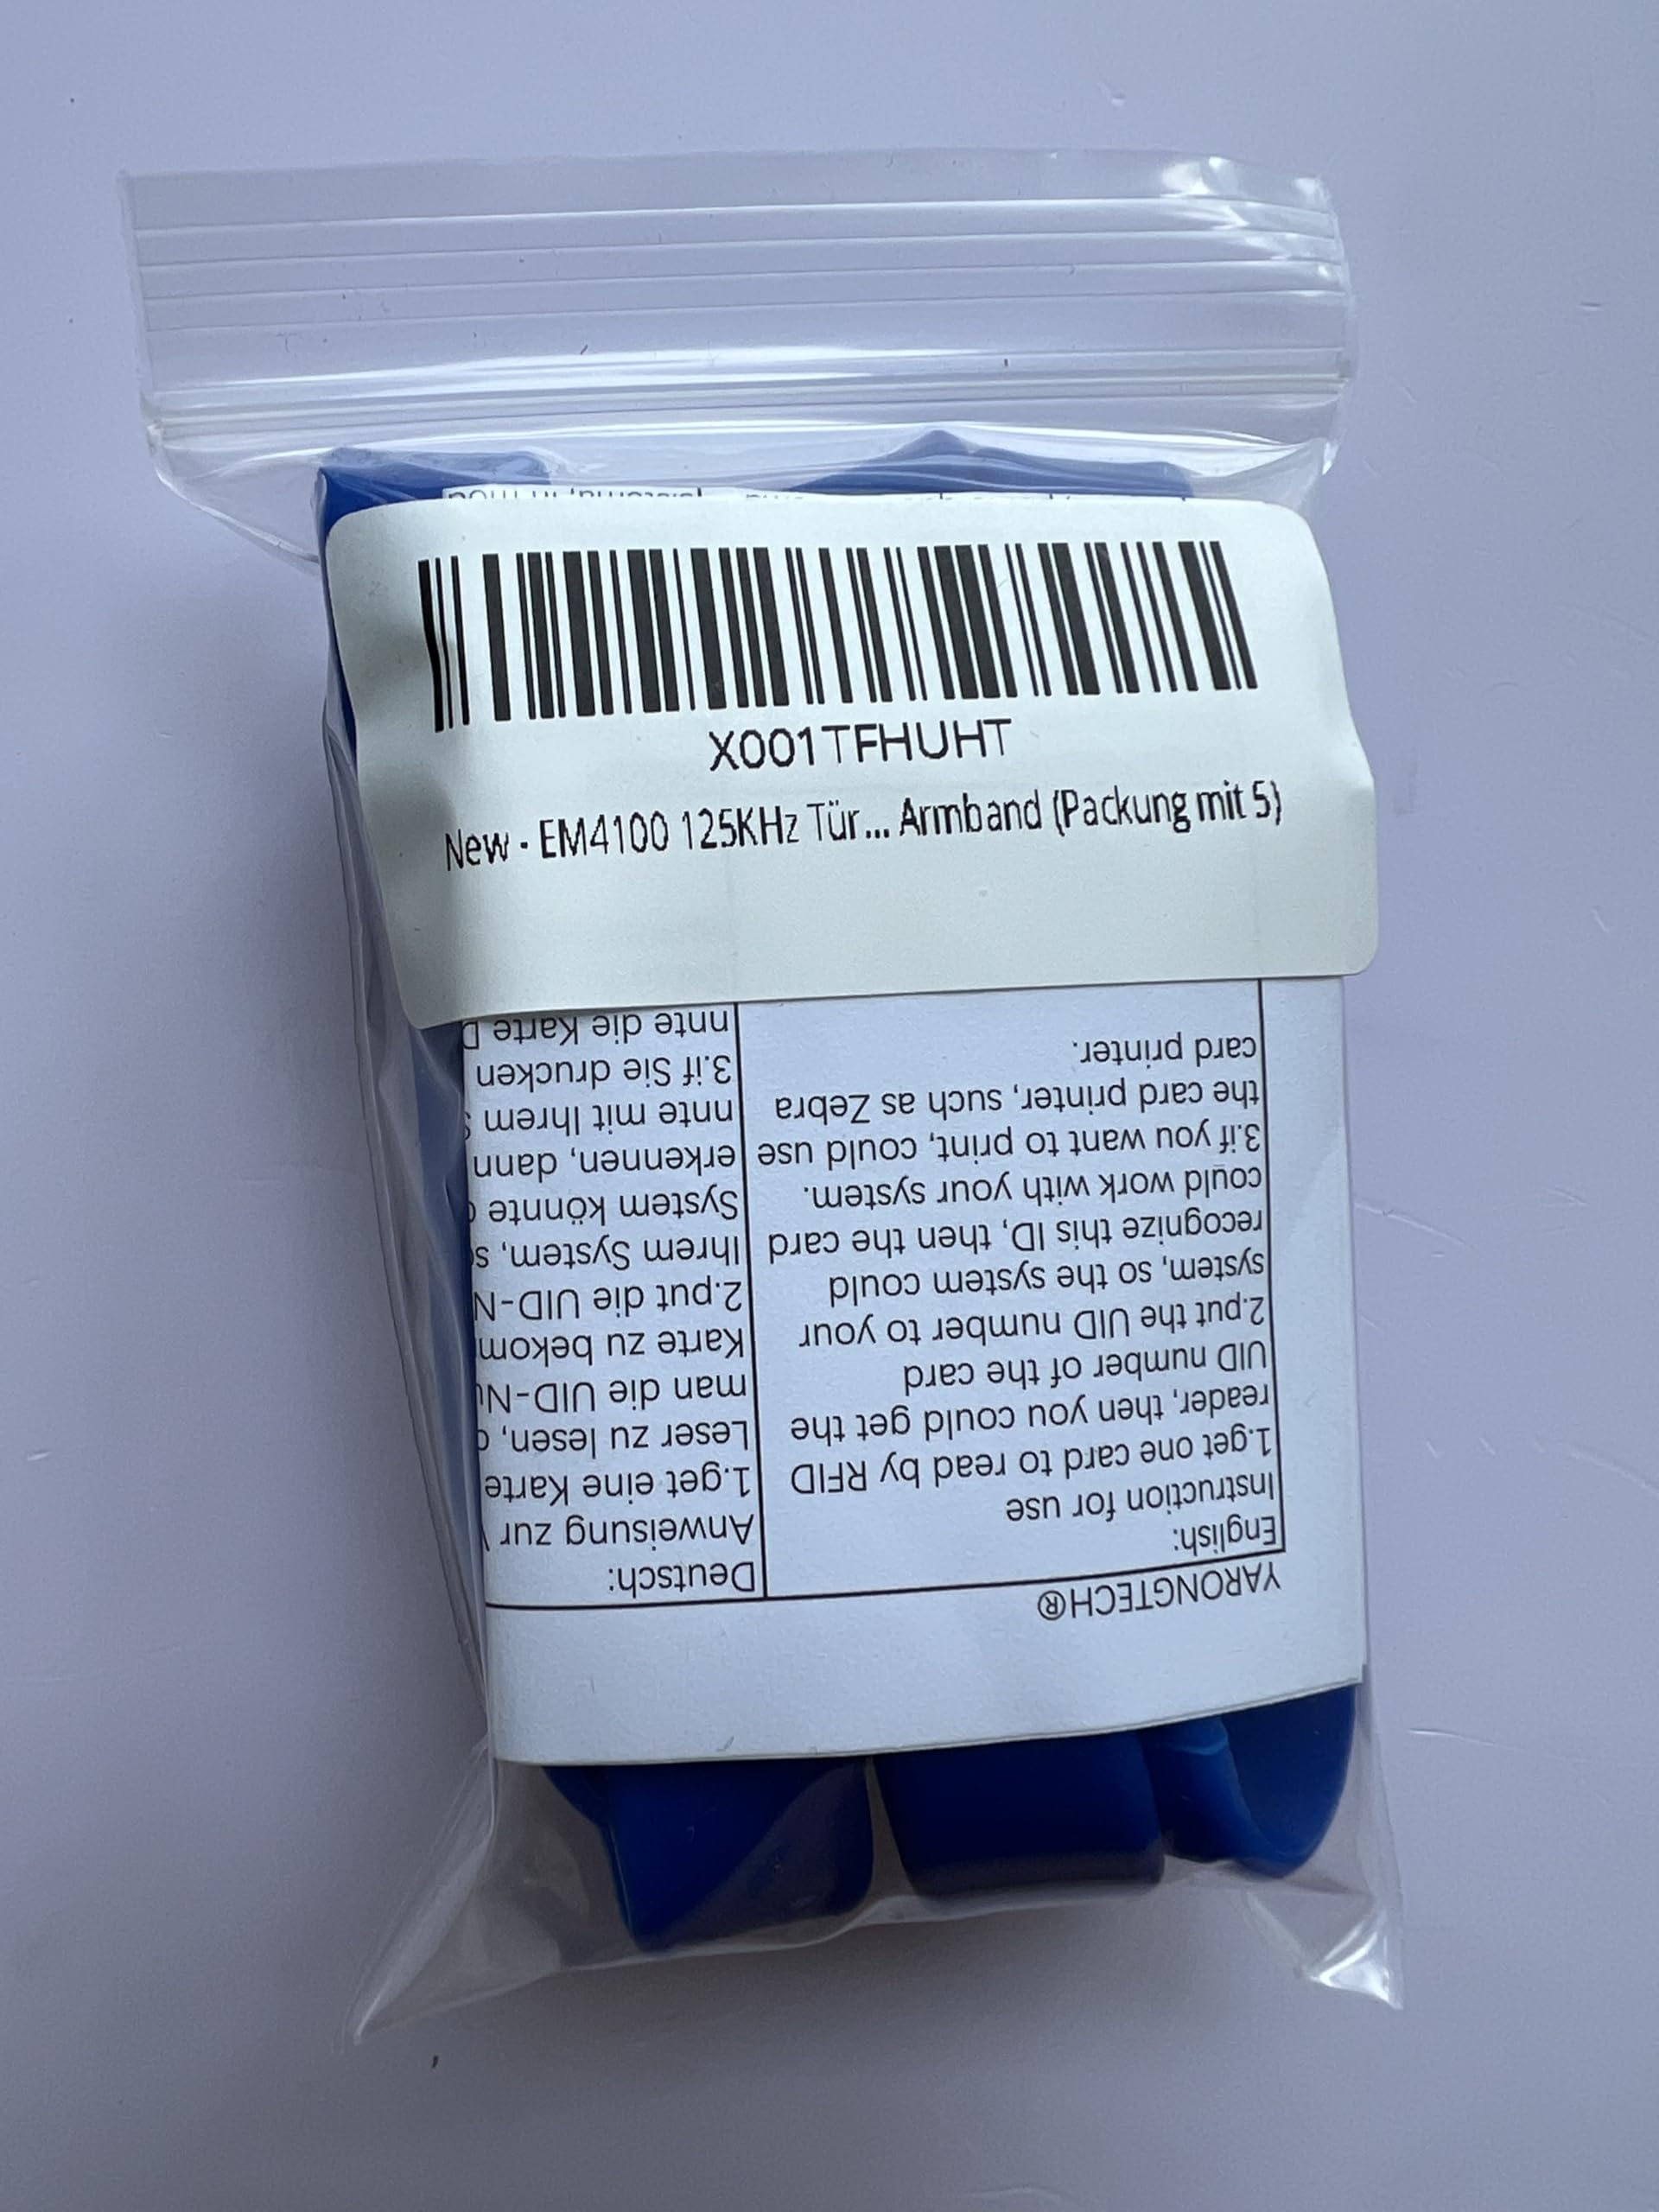 X001TFHUHT
New - EM4100 125KHz Tür... Armband (Packung mit 5)
YARONGTECH®
English:
Instruction for use
1.get one card to read by RFID
reader, then you could get the
UID number of the card
2.put the UID number to your
system, so the system could
recognize this ID, then the card
could work with your system.
3.if you want to print, could use
the card printer, such as Zebra
card printer.
Deutsch:
Anweisung zur
1.get eine Karte
Leser zu lesen,
man die UID-Nu
Karte zu bekom
2.put die UID-N
Ihrem System, s
System könnte
erkennen, dann
nnte mit Ihrem
3.if Sie drucken
nnte die Karte